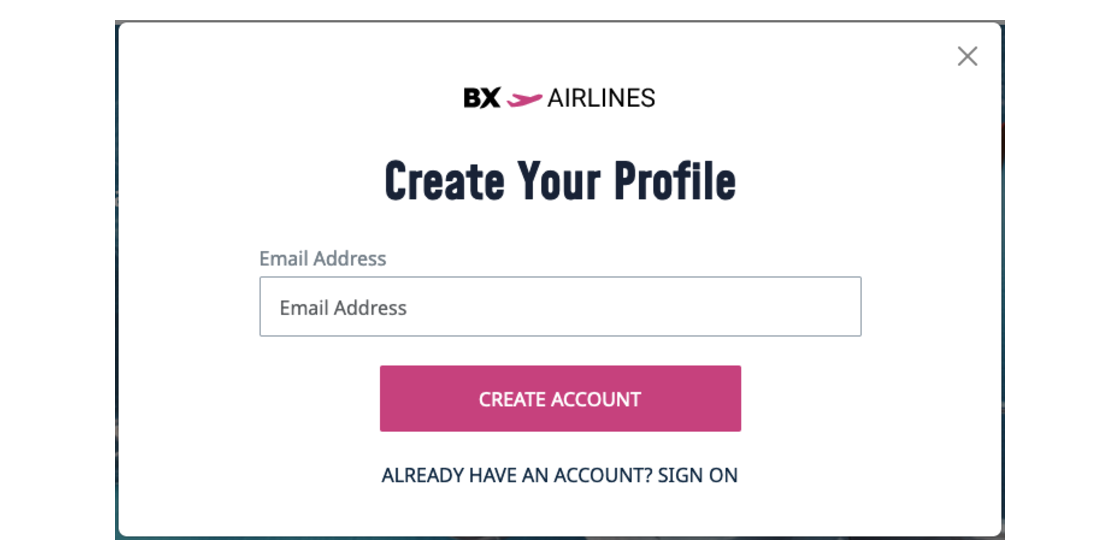 BX AIRLINES
Create Your Profile
Email Address
Email Address
CREATE ACCOUNT
ALREADY HAVE AN ACCOUNT? SIGN ON